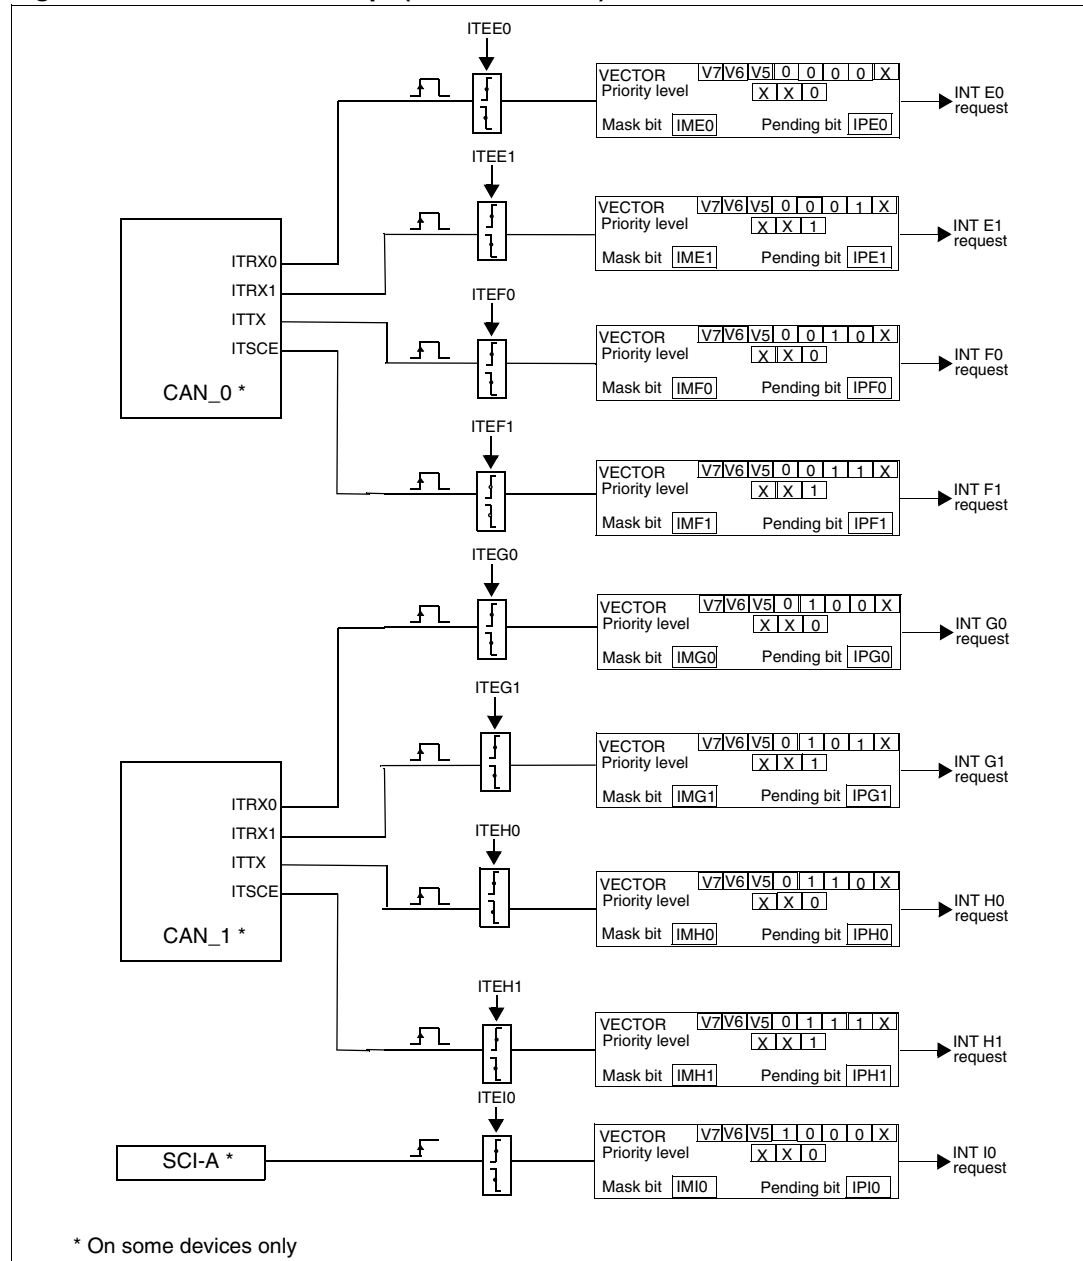 ITEE0
VECTOR V7 V6 V5 0 0 0 0 X
Priority level X X 0
Mask bit IME0 Pending bit IPE0
INT E0
request
ITEE1
VECTOR V7 V6 V5 0 0 0 1 X
Priority level X X 1
Mask bit IME1 Pending bit IPE1
INT E1
request
ITRX0
ITRX1
ITTX
ITSCE
CAN_0 *
ITEF0
VECTOR V7 V6 V5 0 0 1 0 X
Priority level X X 0
Mask bit IMF0 Pending bit IPF0
INT F0
request
ITEF1
VECTOR V7 V6 V5 0 0 1 1 X
Priority level X X 1
Mask bit IMF1 Pending bit IPF1
INT F1
request
ITEG0
VECTOR V7 V6 V5 0 1 0 0 X
Priority level X X 0
Mask bit IMG0 Pending bit IPG0
INT G0
request
ITEG1
VECTOR V7 V6 V5 0 1 0 1 X
Priority level X X 1
Mask bit IMG1 Pending bit IPG1
INT G1
request
ITRX0
ITRX1
ITTX
ITSCE
CAN_1 *
ITEH0
VECTOR V7 V6 V5 0 1 1 0 X
Priority level X X 0
Mask bit IMH0 Pending bit IPH0
INT H0
request
ITEH1
VECTOR V7 V6 V5 0 1 1 1 X
Priority level X X 1
Mask bit IMH1 Pending bit IPH1
INT H1
request
ITEI0
SCI-A *
VECTOR V7 V6 V5 1 0 0 0 X
Priority level X X 0
Mask bit IMI0 Pending bit IPI0
INT I0
request
* On some devices only